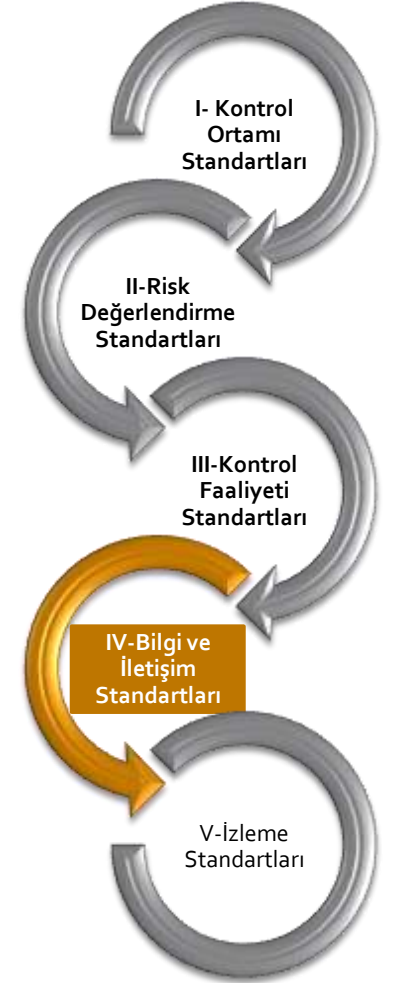 I- Kontrol
Ortamı
Standartları
II-Risk
Değerlendirme
Standartları
III-Kontrol
Faaliyeti
Standartları
IV-Bilgi ve
İletişim
Standartları
V-İzleme
Standartları